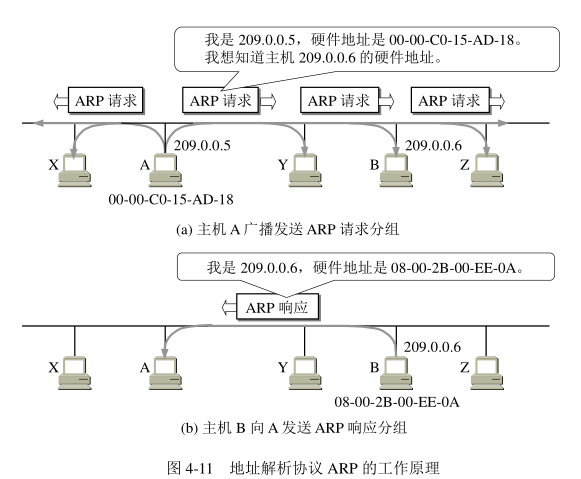 我是 209.0.0.5，硬件地址是 00-00-C0-15-AD-18。
我想知道主机 209.0.0.6 的硬件地址。
ARP 请求
ARP 请求
ARP 请求
ARP 请求
209.0.0.5
209.0.0.6
X
A
Y
B
Z
00-00-C0-15-AD-18
(a) 主机 A 广播发送 ARP 请求分组
我是 209.0.0.6，硬件地址是 08-00-2B-00-EE-0A。
ARP 响应
209.0.0.6
X
A
Y
B
Z
08-00-2B-00-EE-0A
(b) 主机 B 向 A 发送 ARP 响应分组
图 4-11 地址解析协议 ARP 的工作原理